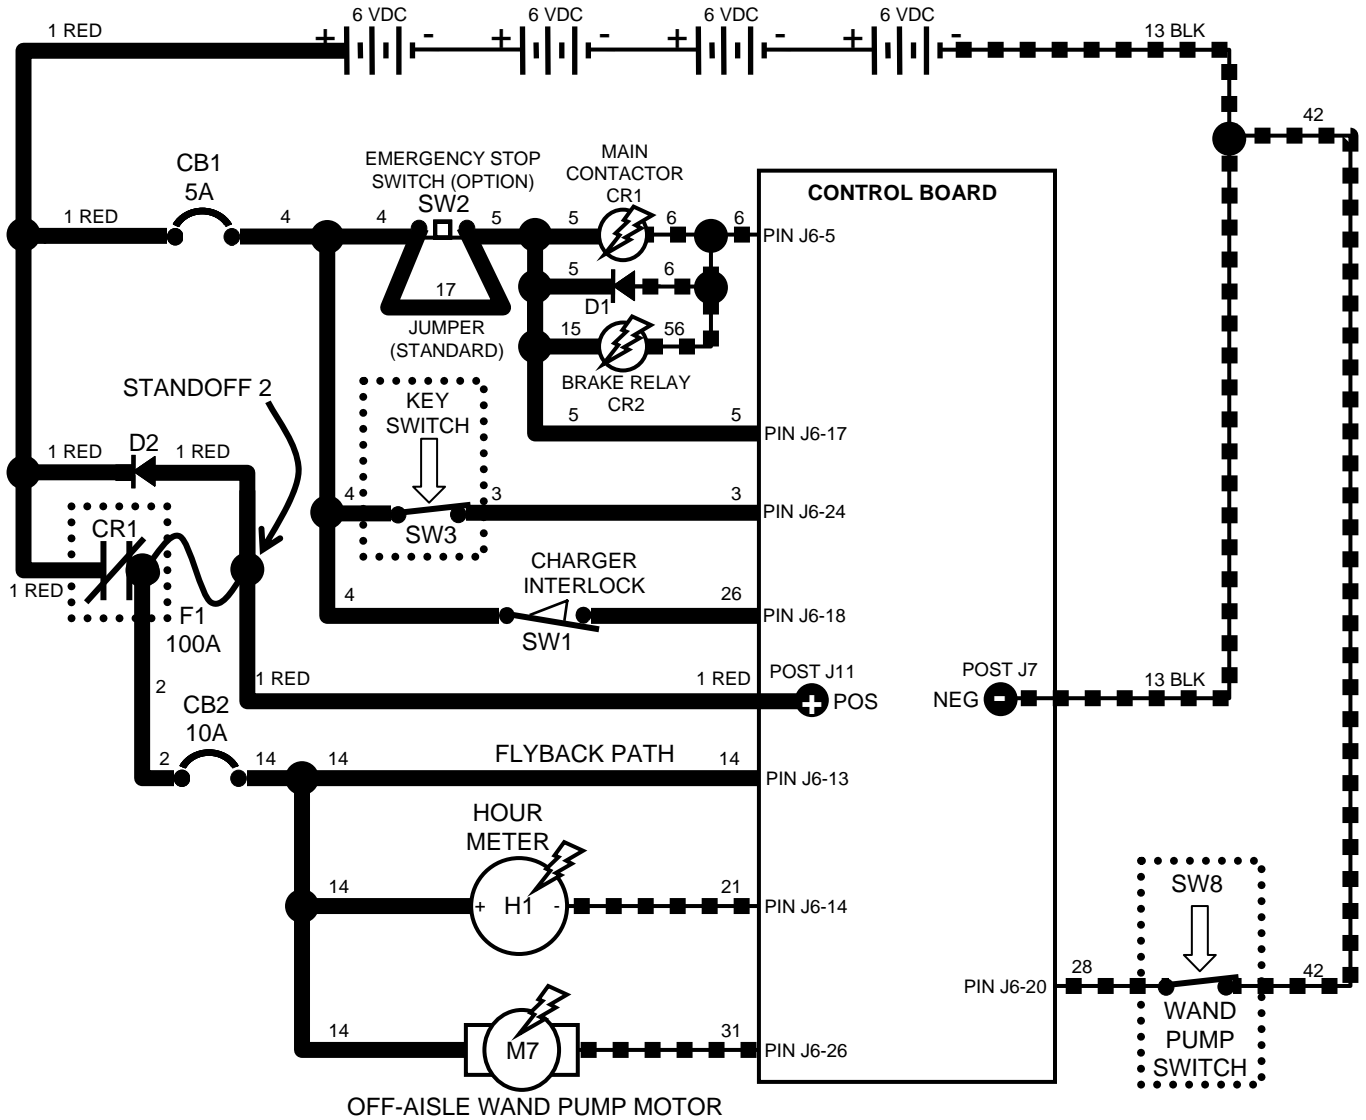 6 VDC 6 VDC 6 VDC 6 VDC
1 RED + - + - + - + - 13 BLK
42
CB1
5A
EMERGENCY STOP
SWITCH (OPTION)
SW2
MAIN
CONTACTOR
CR1
CONTROL BOARD
1 RED 4 4 5 5 6 6 PIN J6-5
5 6
17 D1
JUMPER
(STANDARD)
15 56
BRAKE RELAY
CR2
STANDOFF 2
KEY
SWITCH
5 5 PIN J6-17
1 RED D2 1 RED
4 3 3 PIN J6-24
SW3
CR1
CHARGER
INTERLOCK
1 RED
4 26 PIN J6-18
SW1
F1
100A
1 RED 1 RED POST J11 POST J7 13 BLK
+ POS NEG -
2
CB2
10A
2 14 14 FLYBACK PATH 14 PIN J6-13
HOUR
METER
14 + H1 - 21 PIN J6-14
SW8
PIN J6-20 28 42
WAND
PUMP
SWITCH
14 M7 31 PIN J6-26
OFF-AISLE WAND PUMP MOTOR